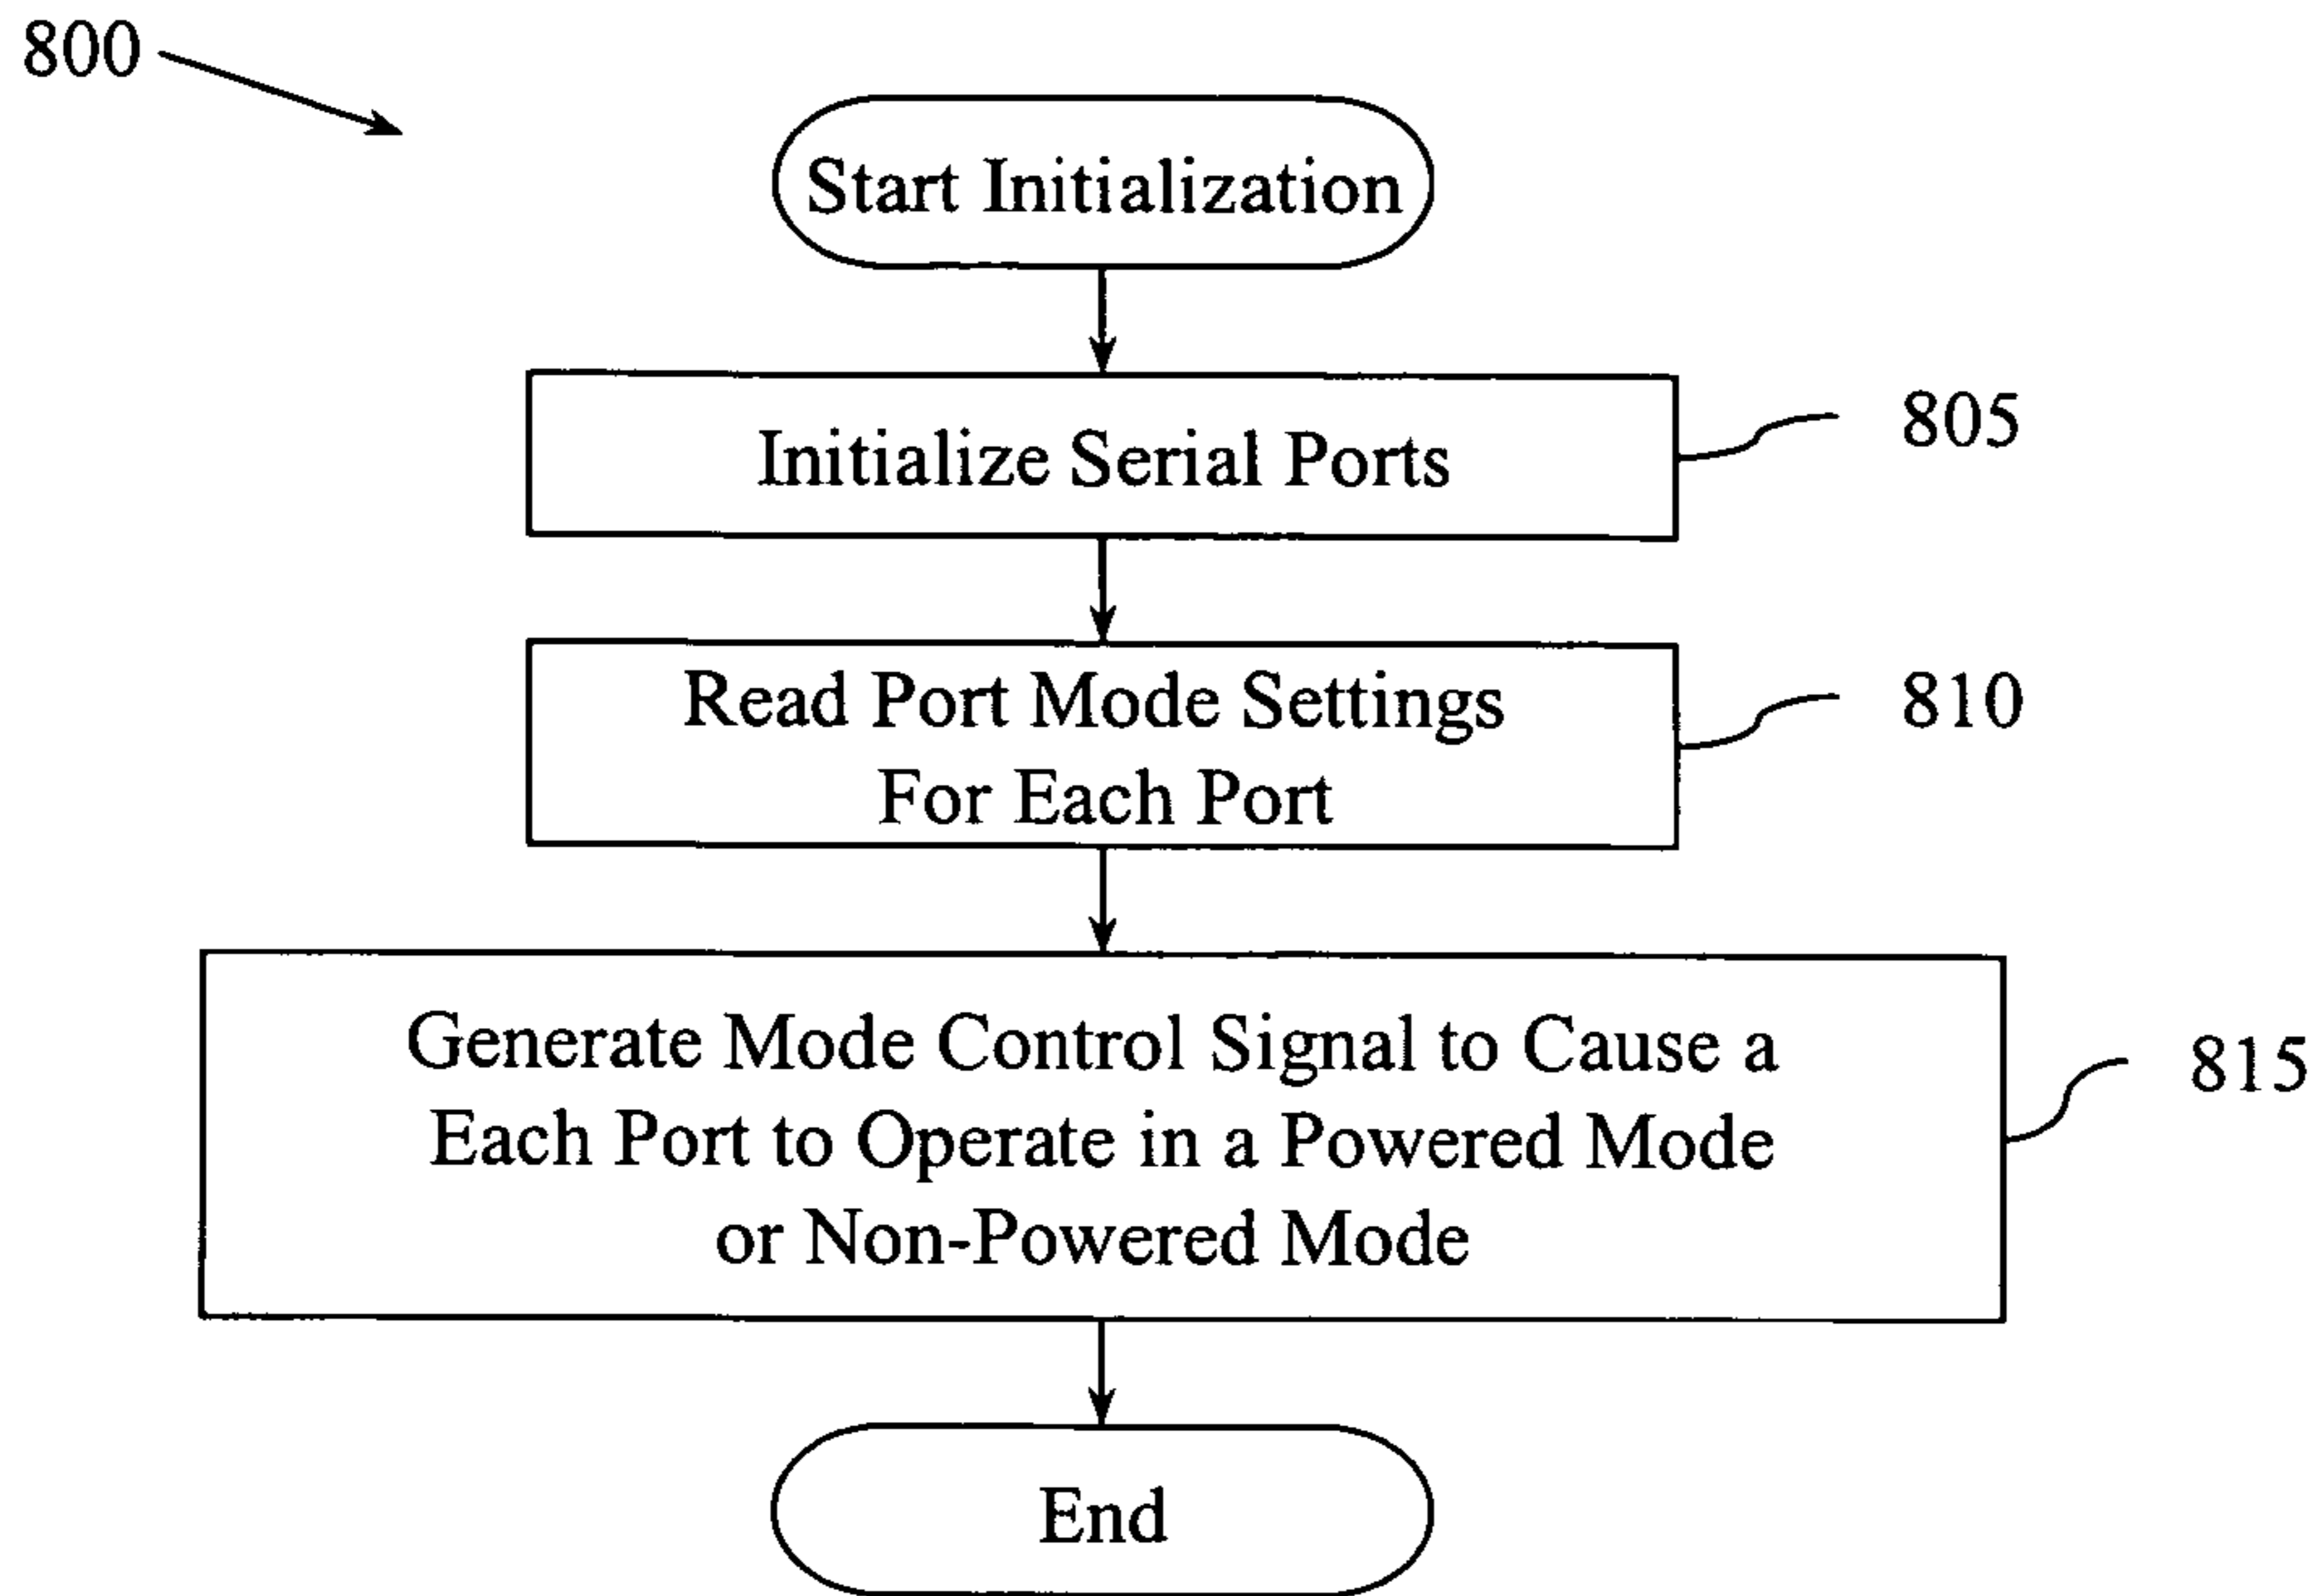 800
Start Initialization
Initialize Serial Ports
805
Read Port Mode Settings
For Each Port
810
Generate Mode Control Signal to Cause a
Each Port to Operate in a Powered Mode
or Non-Powered Mode
815
End